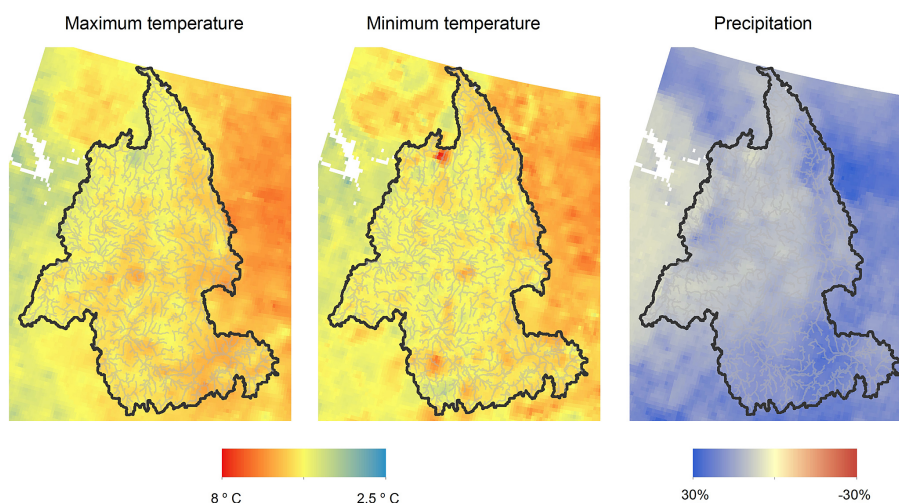 Maximum temperature
Minimum temperature
Precipitation
8 º C
2.5 º C
30%
-30%